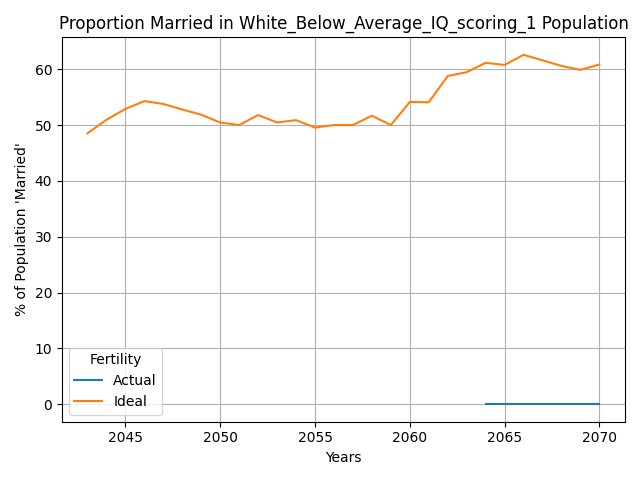 Proportion Married in White_Below_Average_IQ_scoring_1 Population
% of Population 'Married'
60
50
40
30
20
10
0
Fertility
Actual
Ideal
2045 2050 2055 2060 2065 2070
Years